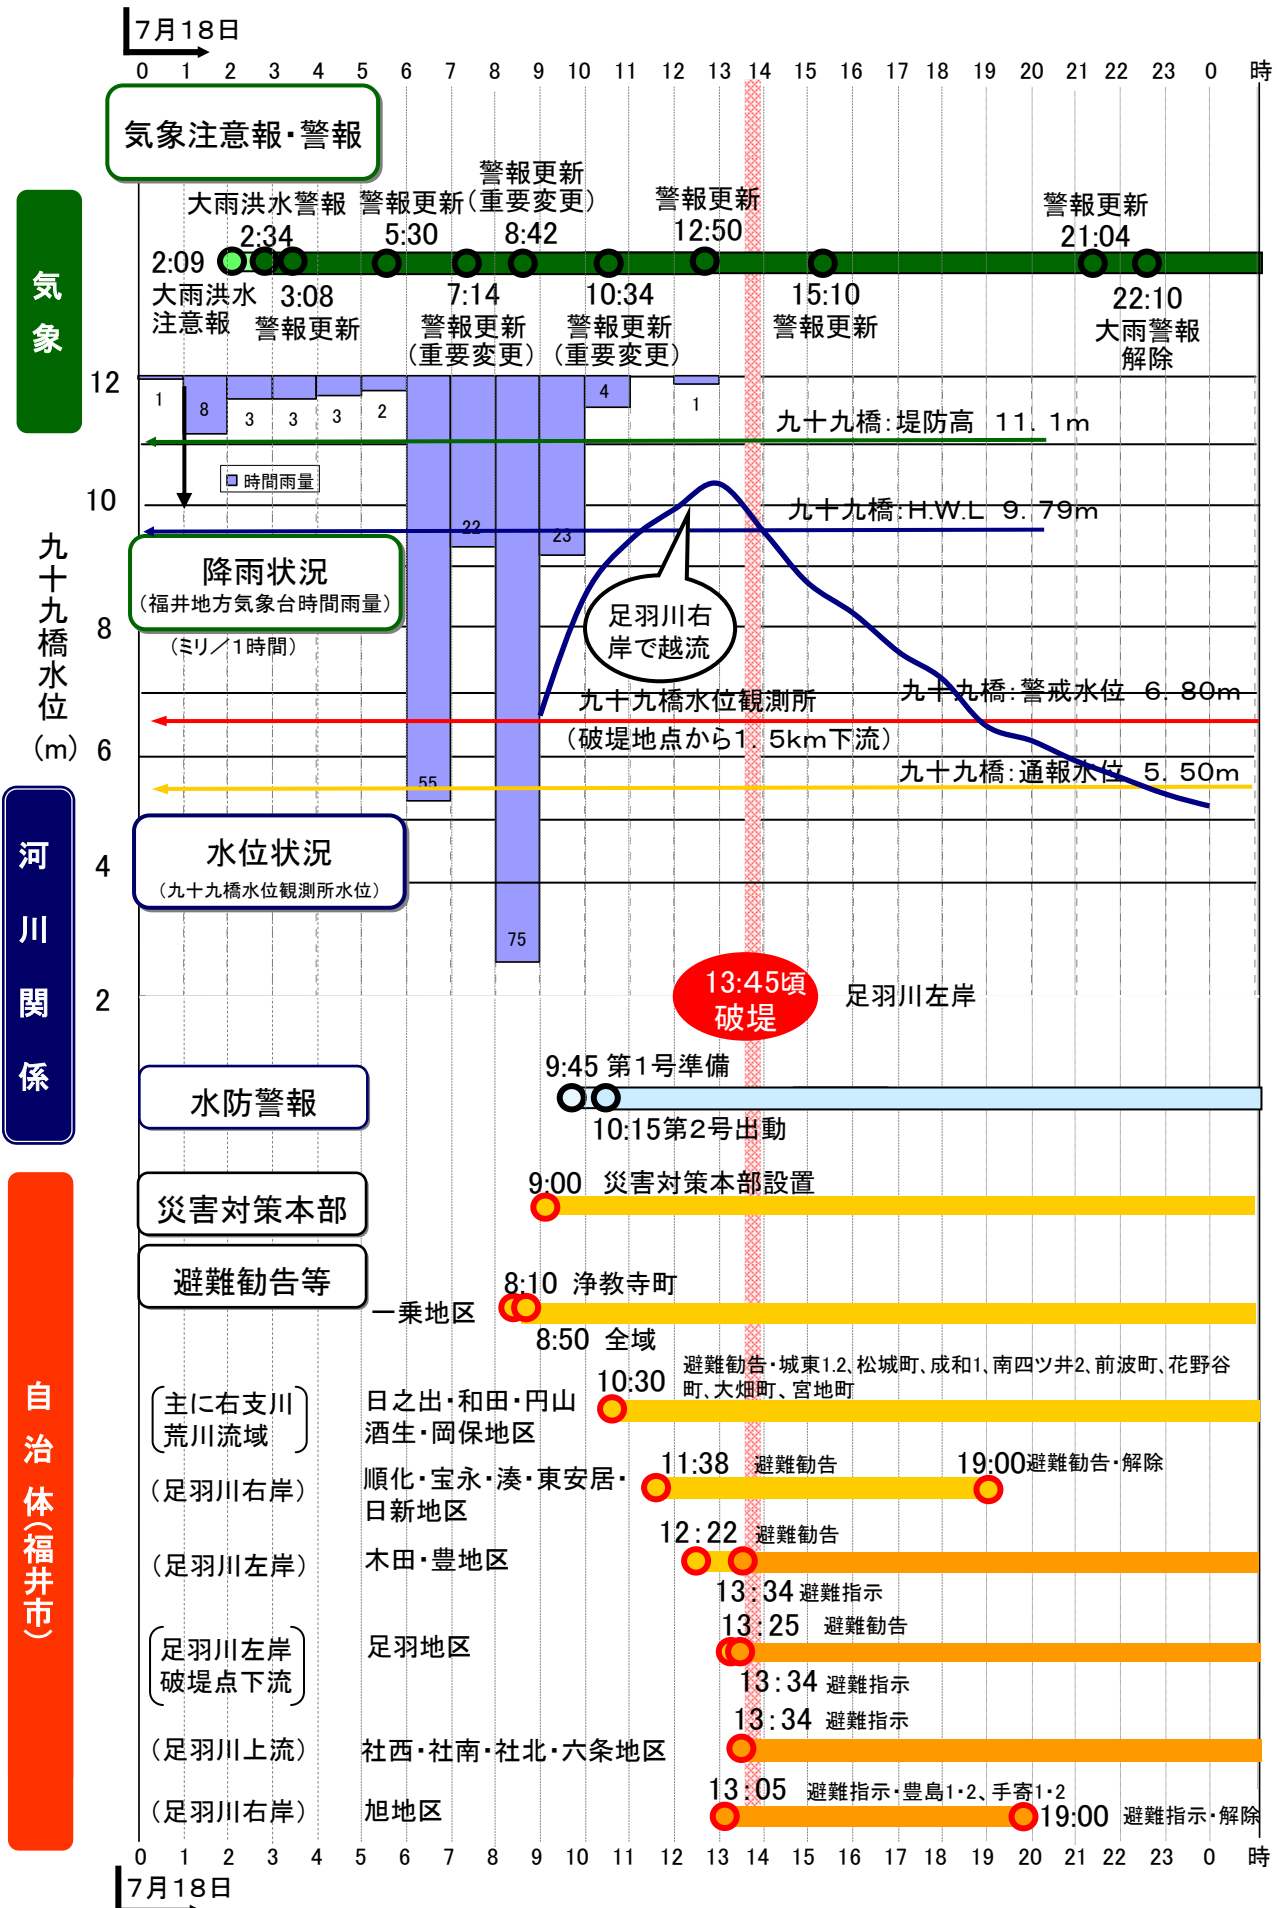 7月18日
0 1 2 3 4 5 6 7 8 9 10 11 12 13 14 15 16 17 18 19 20 21 22 23 0 時
気象注意報・警報
気象
大雨洪水警報
2:34
警報更新
5:30
警報更新
(重要変更)
8:42
警報更新
12:50
警報更新
21:04
2:09
大雨洪水
注意報
3:08
警報更新
7:14
警報更新
(重要変更)
10:34
警報更新
(重要変更)
15:10
警報更新
22:10
大雨警報
解除
12
10
8
6
4
2
九十九橋水位
(m)
1
8
3
3
3
2
55
22
75
23
4
1
時間雨量
九十九橋:堤防高 11.1m
九十九橋:H.W.L 9.79m
降雨状況
(福井地方気象台時間雨量)
(ミリ/1時間)
足羽川右
岸で越流
九十九橋:警戒水位 6.80m
九十九橋水位観測所
(破堤地点から1.5km下流)
九十九橋:通報水位 5.50m
河川関係
水位状況
(九十九橋水位観測所水位)
13:45頃
破堤
足羽川左岸
水防警報
9:45 第1号準備
10:15第2号出動
自治体(福井市)
災害対策本部
9:00 災害対策本部設置
避難勧告等
8:10 浄教寺町
一乗地区
8:50 全域
(主に右支川
荒川流域)
日之出・和田・円山
酒生・岡保地区
10:30
避難勧告・城東1.2、松城町、成和1、南四ツ井2、前波町、花野谷
町、大畑町、宮地町
(足羽川右岸)
順化・宝永・湊・東安居・
日新地区
11:38 避難勧告
19:00避難勧告・解除
(足羽川左岸)
木田・豊地区
12:22 避難勧告
13:34 避難指示
(足羽川左岸
破堤点下流)
足羽地区
13:25 避難勧告
13:34 避難指示
(足羽川上流)
社西・社南・社北・六条地区
13:34 避難指示
(足羽川右岸)
旭地区
13:05 避難指示・豊島1・2、手寄1・2
19:00 避難指示・解除
0 1 2 3 4 5 6 7 8 9 10 11 12 13 14 15 16 17 18 19 20 21 22 23 0 時
7月18日